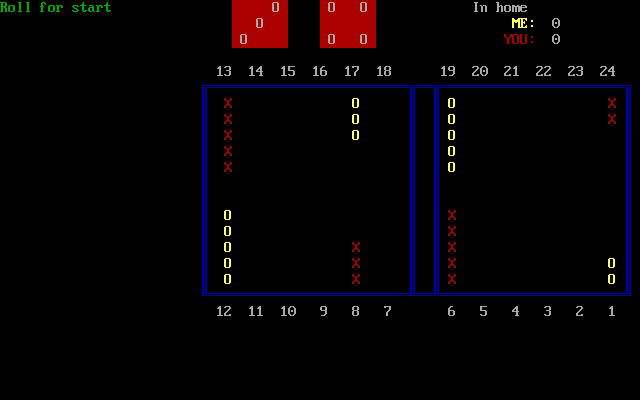 Roll for start
In home
ME: 0
YOU: 0
13 14 15 16 17 18 19 20 21 22 23 24
X O O X
X O O X
X O O
X O
X O
O X
O X
O X X
O X X O
O X X O
12 11 10 9 8 7 6 5 4 3 2 1